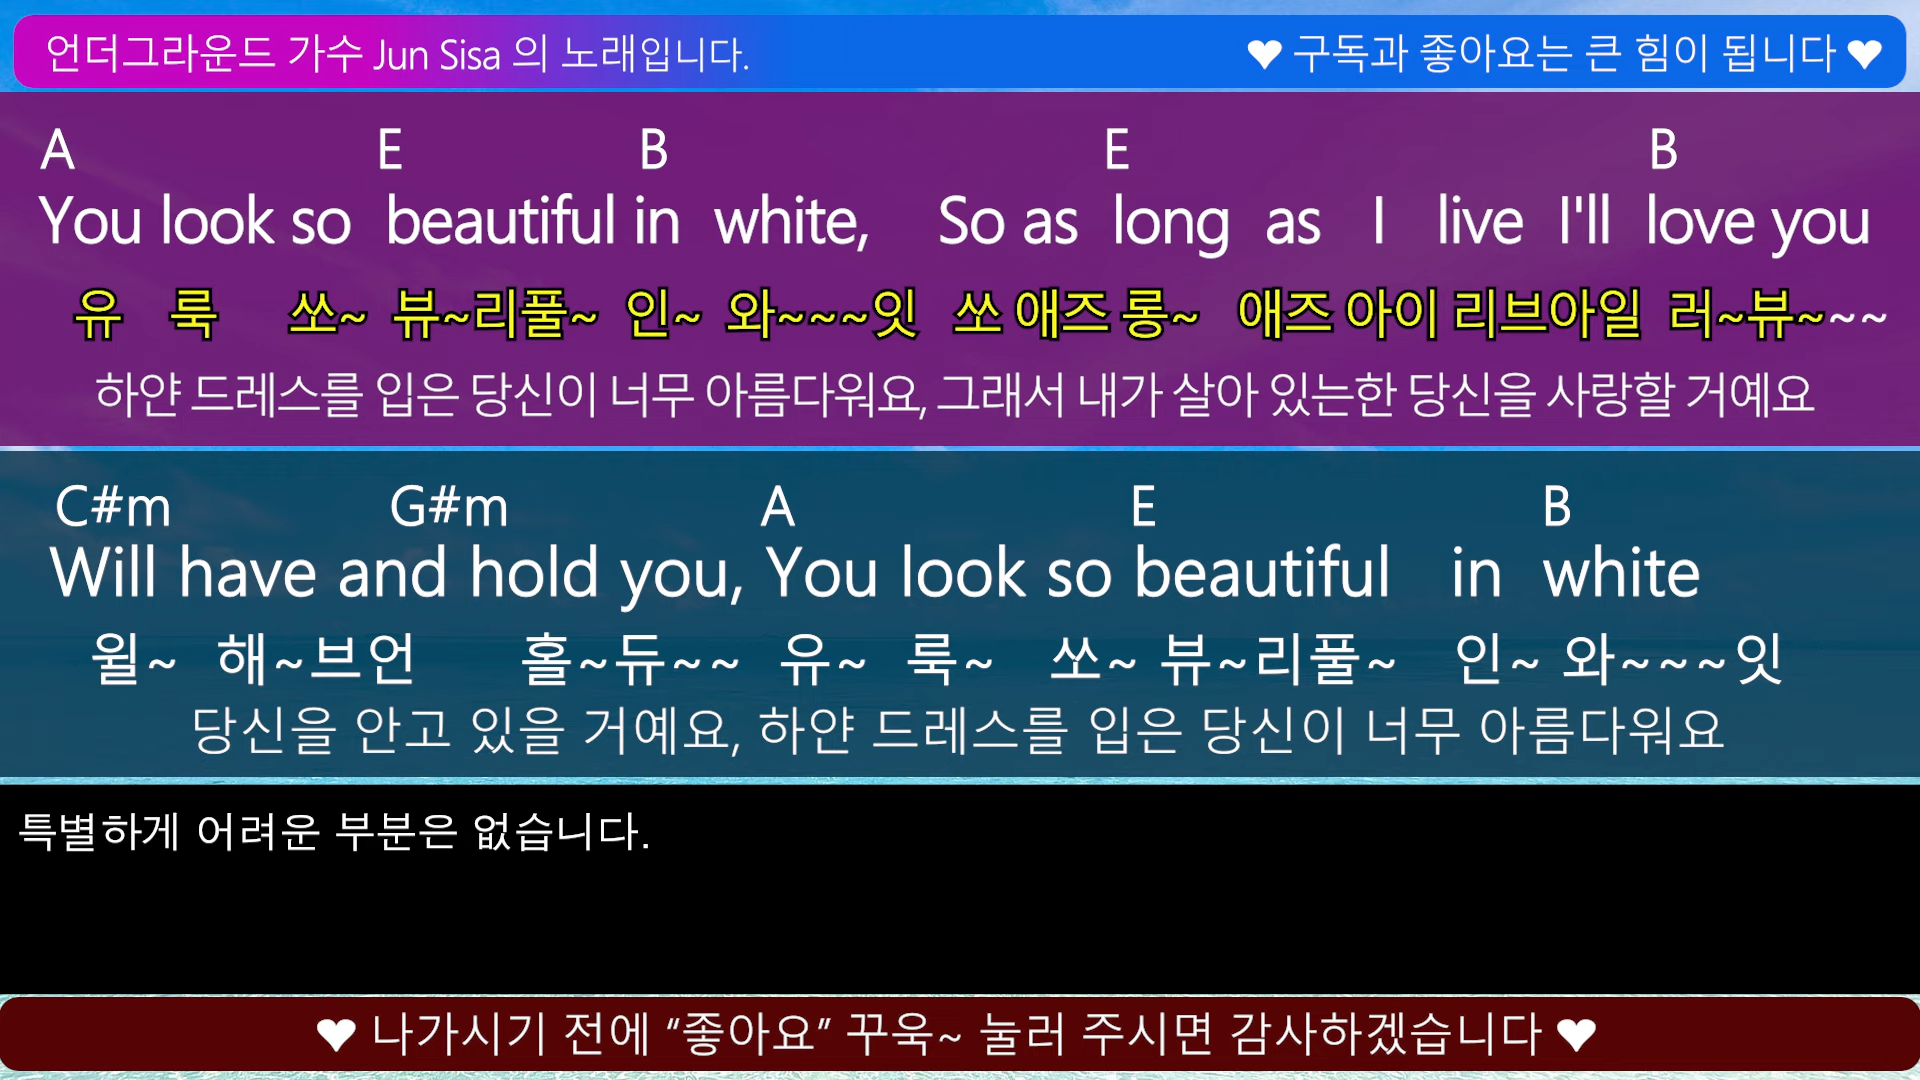 언더그라운드 가수 Jun Sisa 의 노래입니다.
♥ 구독과 좋아요는 큰 힘이 됩니다 ♥
A E B E B
You look so beautiful in white, So as long as I live I'll love you
유 룩 쏘~ 뷰~리풀~ 인~ 와~~~잇 쏘 애즈 롱~ 애즈 아이 리브아일 러~뷰~~~
하얀 드레스를 입은 당신이 너무 아름다워요, 그래서 내가 살아 있는한 당신을 사랑할 거예요
C#m G#m A E B
Will have and hold you, You look so beautiful in white
윌~ 해~브언 홀~듀~~ 유~ 룩~ 쏘~ 뷰~리풀~ 인~ 와~~~잇
당신을 안고 있을 거예요, 하얀 드레스를 입은 당신이 너무 아름다워요
특별하게 어려운 부분은 없습니다.
♥ 나가시기 전에 “좋아요” 꾸욱~ 눌러 주시면 감사하겠습니다 ♥